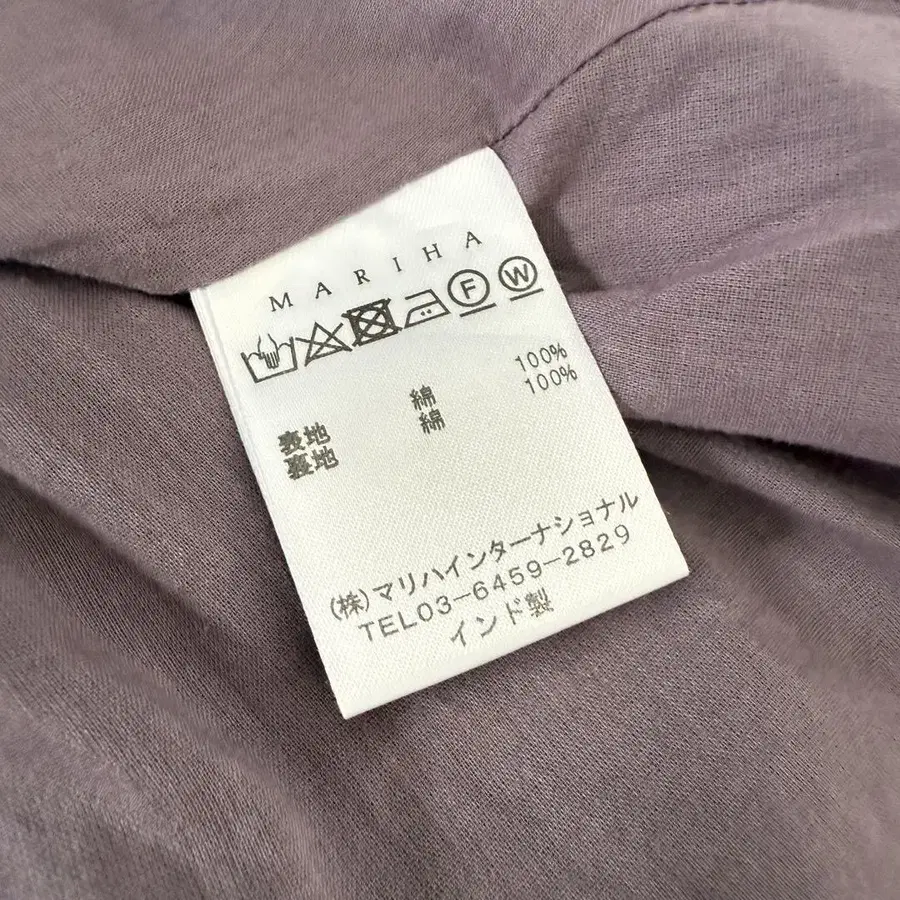 MARIHA
F W
表地 綿 100%
裏地 綿 100%
(株)マリハインターナショナル
TEL03-6459-2829
インド製